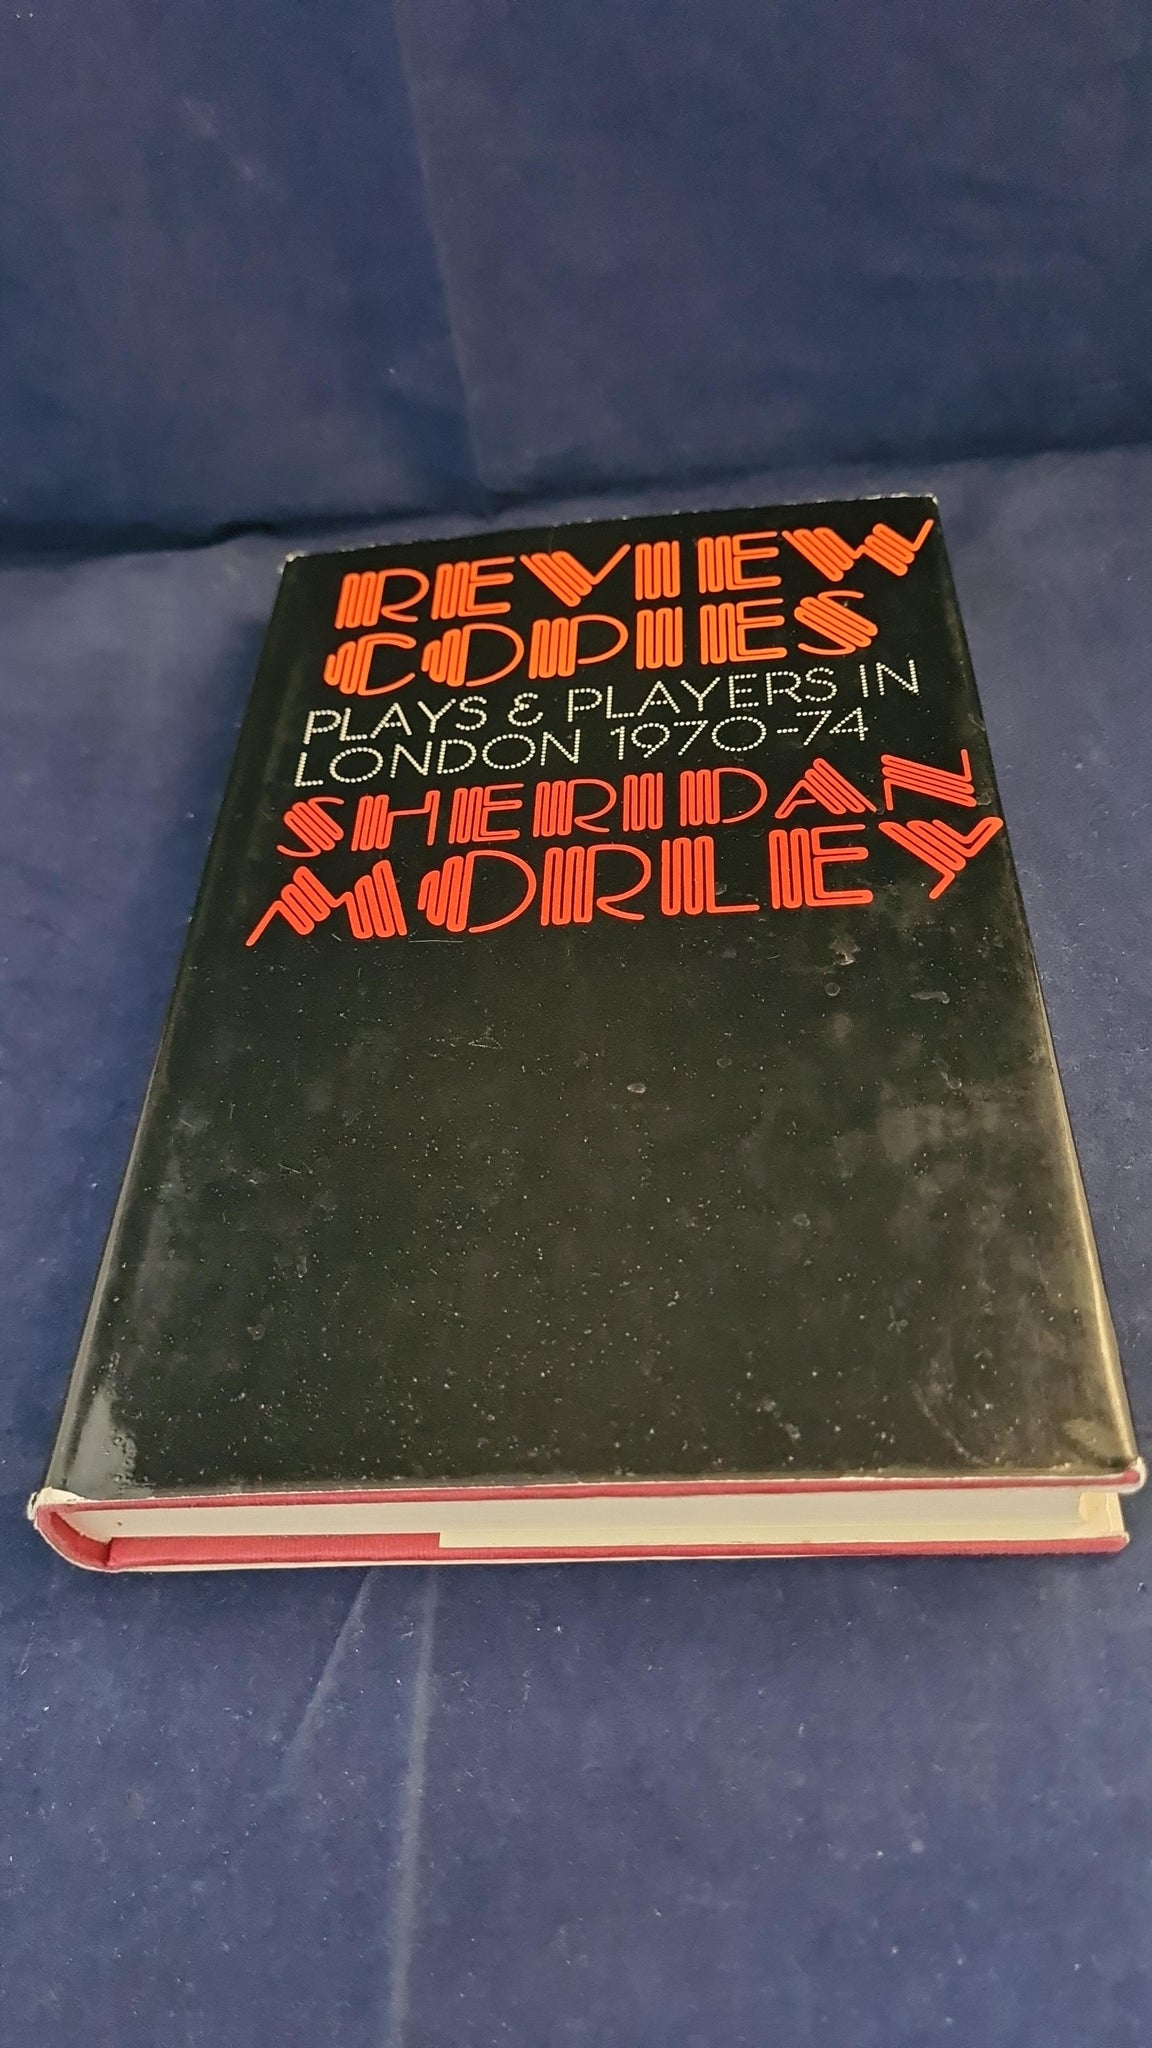 REVIEW
COPIES
PLAYS & PLAYERS IN
LONDON 1970-74
SHERIDAN
MORLEY